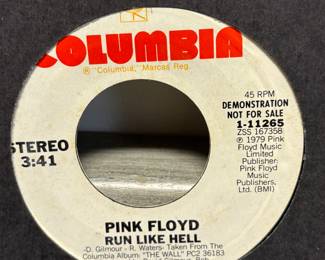 COLUMBIA
® "Columbia," Marcas Reg.
45 RPM
DEMONSTRATION
NOT FOR SALE
1-11265
ZSS 167358
℗ 1979 Pink
Floyd Music
Limited
Publisher:
Pink Floyd
Music
Publishers,
Ltd. (BMI)
STEREO
3:41
PINK FLOYD
RUN LIKE HELL
-D. Gilmour - R. Waters- Taken From The
Columbia Album: "THE WALL" PC2 36183